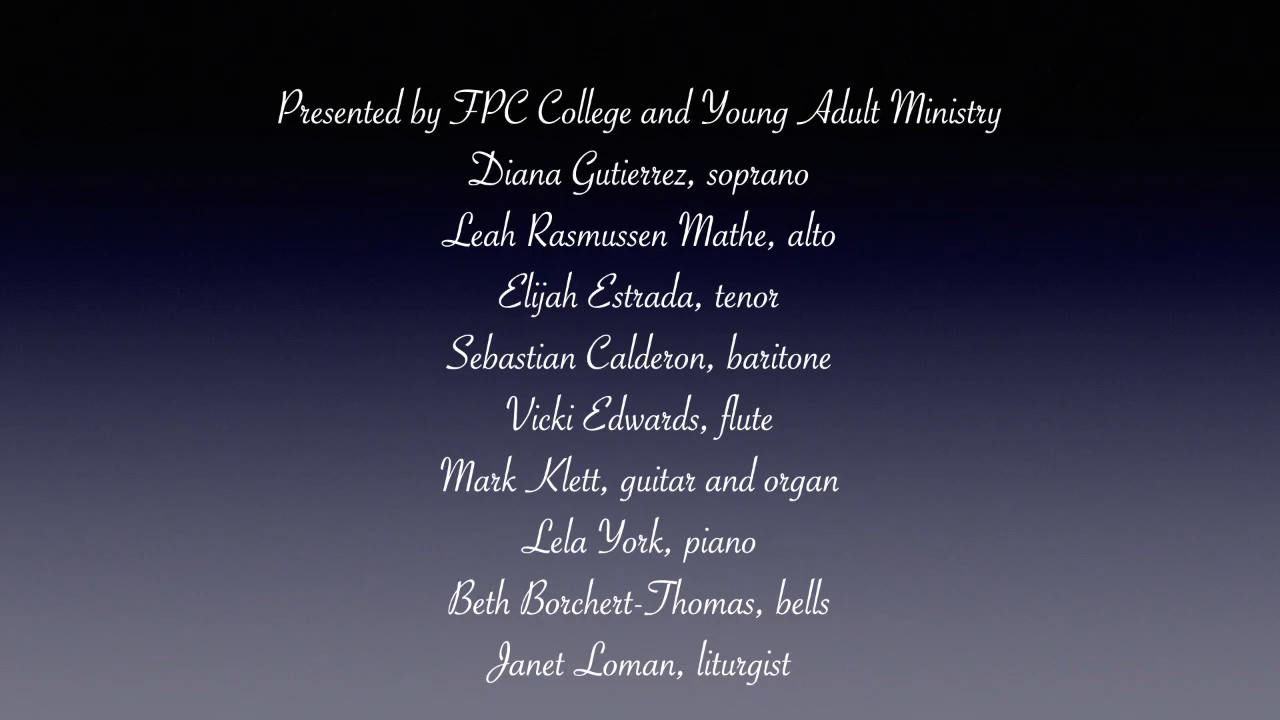 Presented by FPC College and Young Adult Ministry
Diana Gutierrez, soprano
Leah Rasmussen Mathe, alto
Elijah Estrada, tenor
Sebastian Calderon, baritone
Vicki Edwards, flute
Mark Klett, guitar and organ
Lela York, piano
Beth Borchert-Thomas, bells
Janet Loman, liturgist